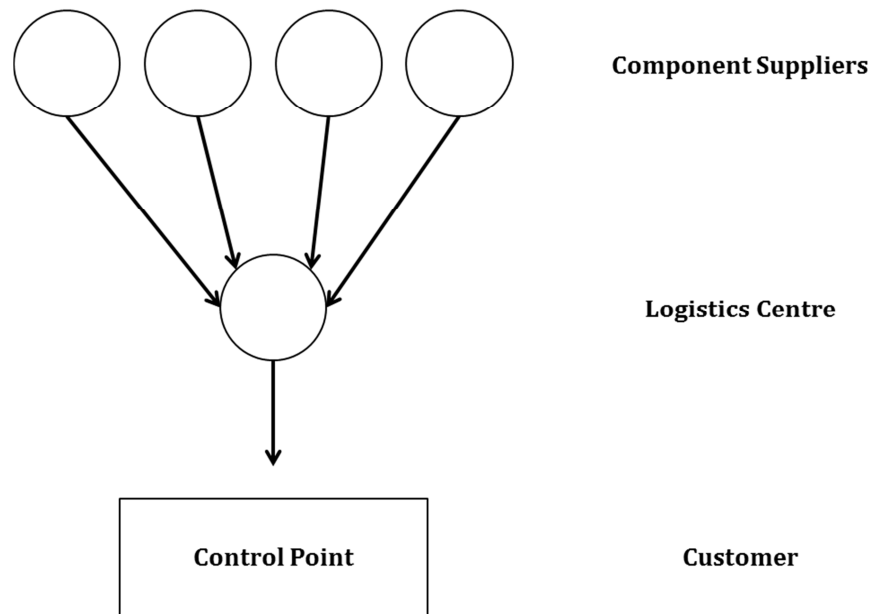 Component Suppliers
Logistics Centre
Control Point
Customer